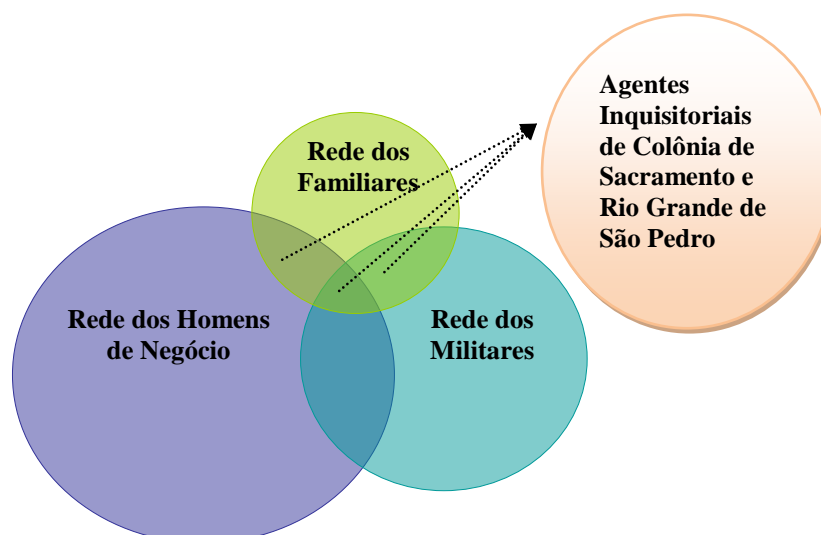 Agentes
Inquisitoriais
de Colônia de
Sacramento e
Rio Grande de
São Pedro
Rede dos
Familiares
Rede dos Homens
de Negócio
Rede dos
Militares